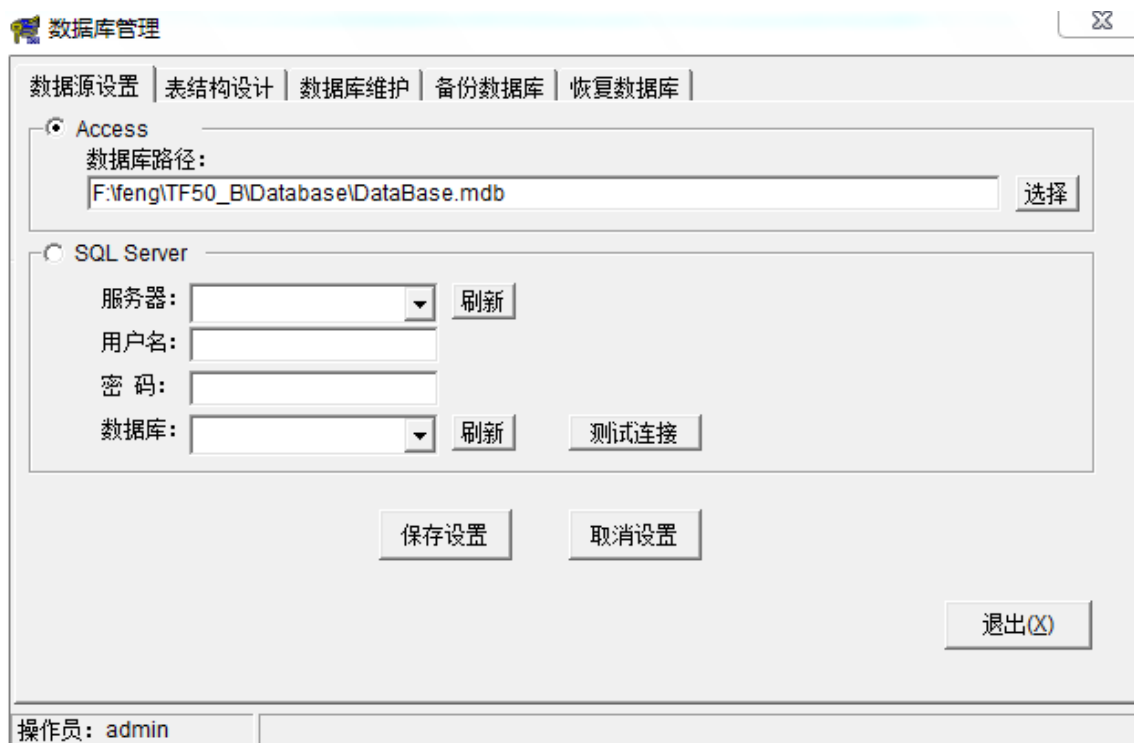 数据库管理
数据源设置 表结构设计 数据库维护 备份数据库 恢复数据库
Access
数据库路径：
F:\feng\TF50_B\Database\DataBase.mdb 选择
SQL Server
服务器： 刷新
用户名：
密 码：
数据库： 刷新 测试连接
保存设置 取消设置
退出(X)
操作员：admin